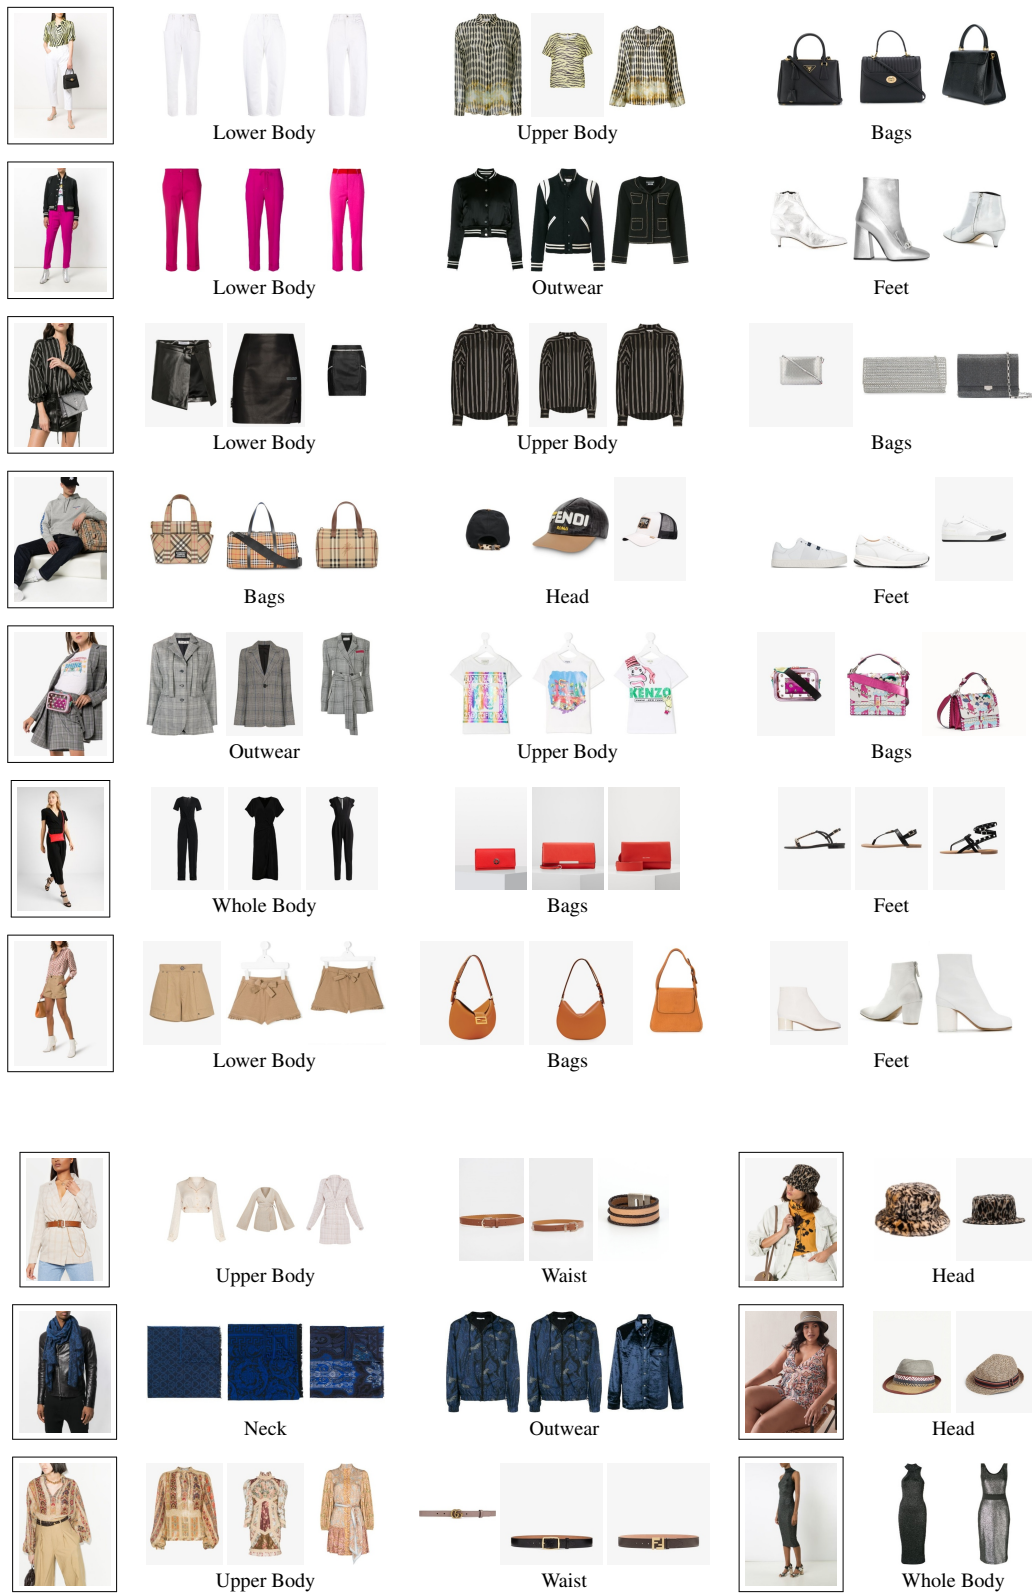 Lower Body
Upper Body
Bags
Lower Body
Outwear
Feet
Lower Body
Upper Body
Bags
FENDI
ROMA
Bags
Head
Feet
KENZO
Outwear
Upper Body
Bags
Whole Body
Bags
Feet
Lower Body
Bags
Feet
Upper Body
Waist
Head
Neck
Outwear
Head
Upper Body
Waist
Whole Body